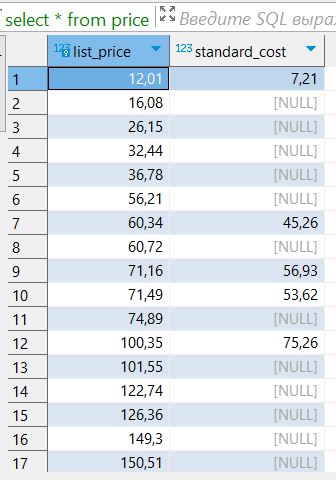 select * from price Введите SQL выраж
list_price standard_cost
1 12,01 7,21
2 16,08 [NULL]
3 26,15 [NULL]
4 32,44 [NULL]
5 36,78 [NULL]
6 56,21 [NULL]
7 60,34 45,26
8 60,72 [NULL]
9 71,16 56,93
10 71,49 53,62
11 74,89 [NULL]
12 100,35 75,26
13 101,55 [NULL]
14 122,74 [NULL]
15 126,36 [NULL]
16 149,3 [NULL]
17 150,51 [NULL]